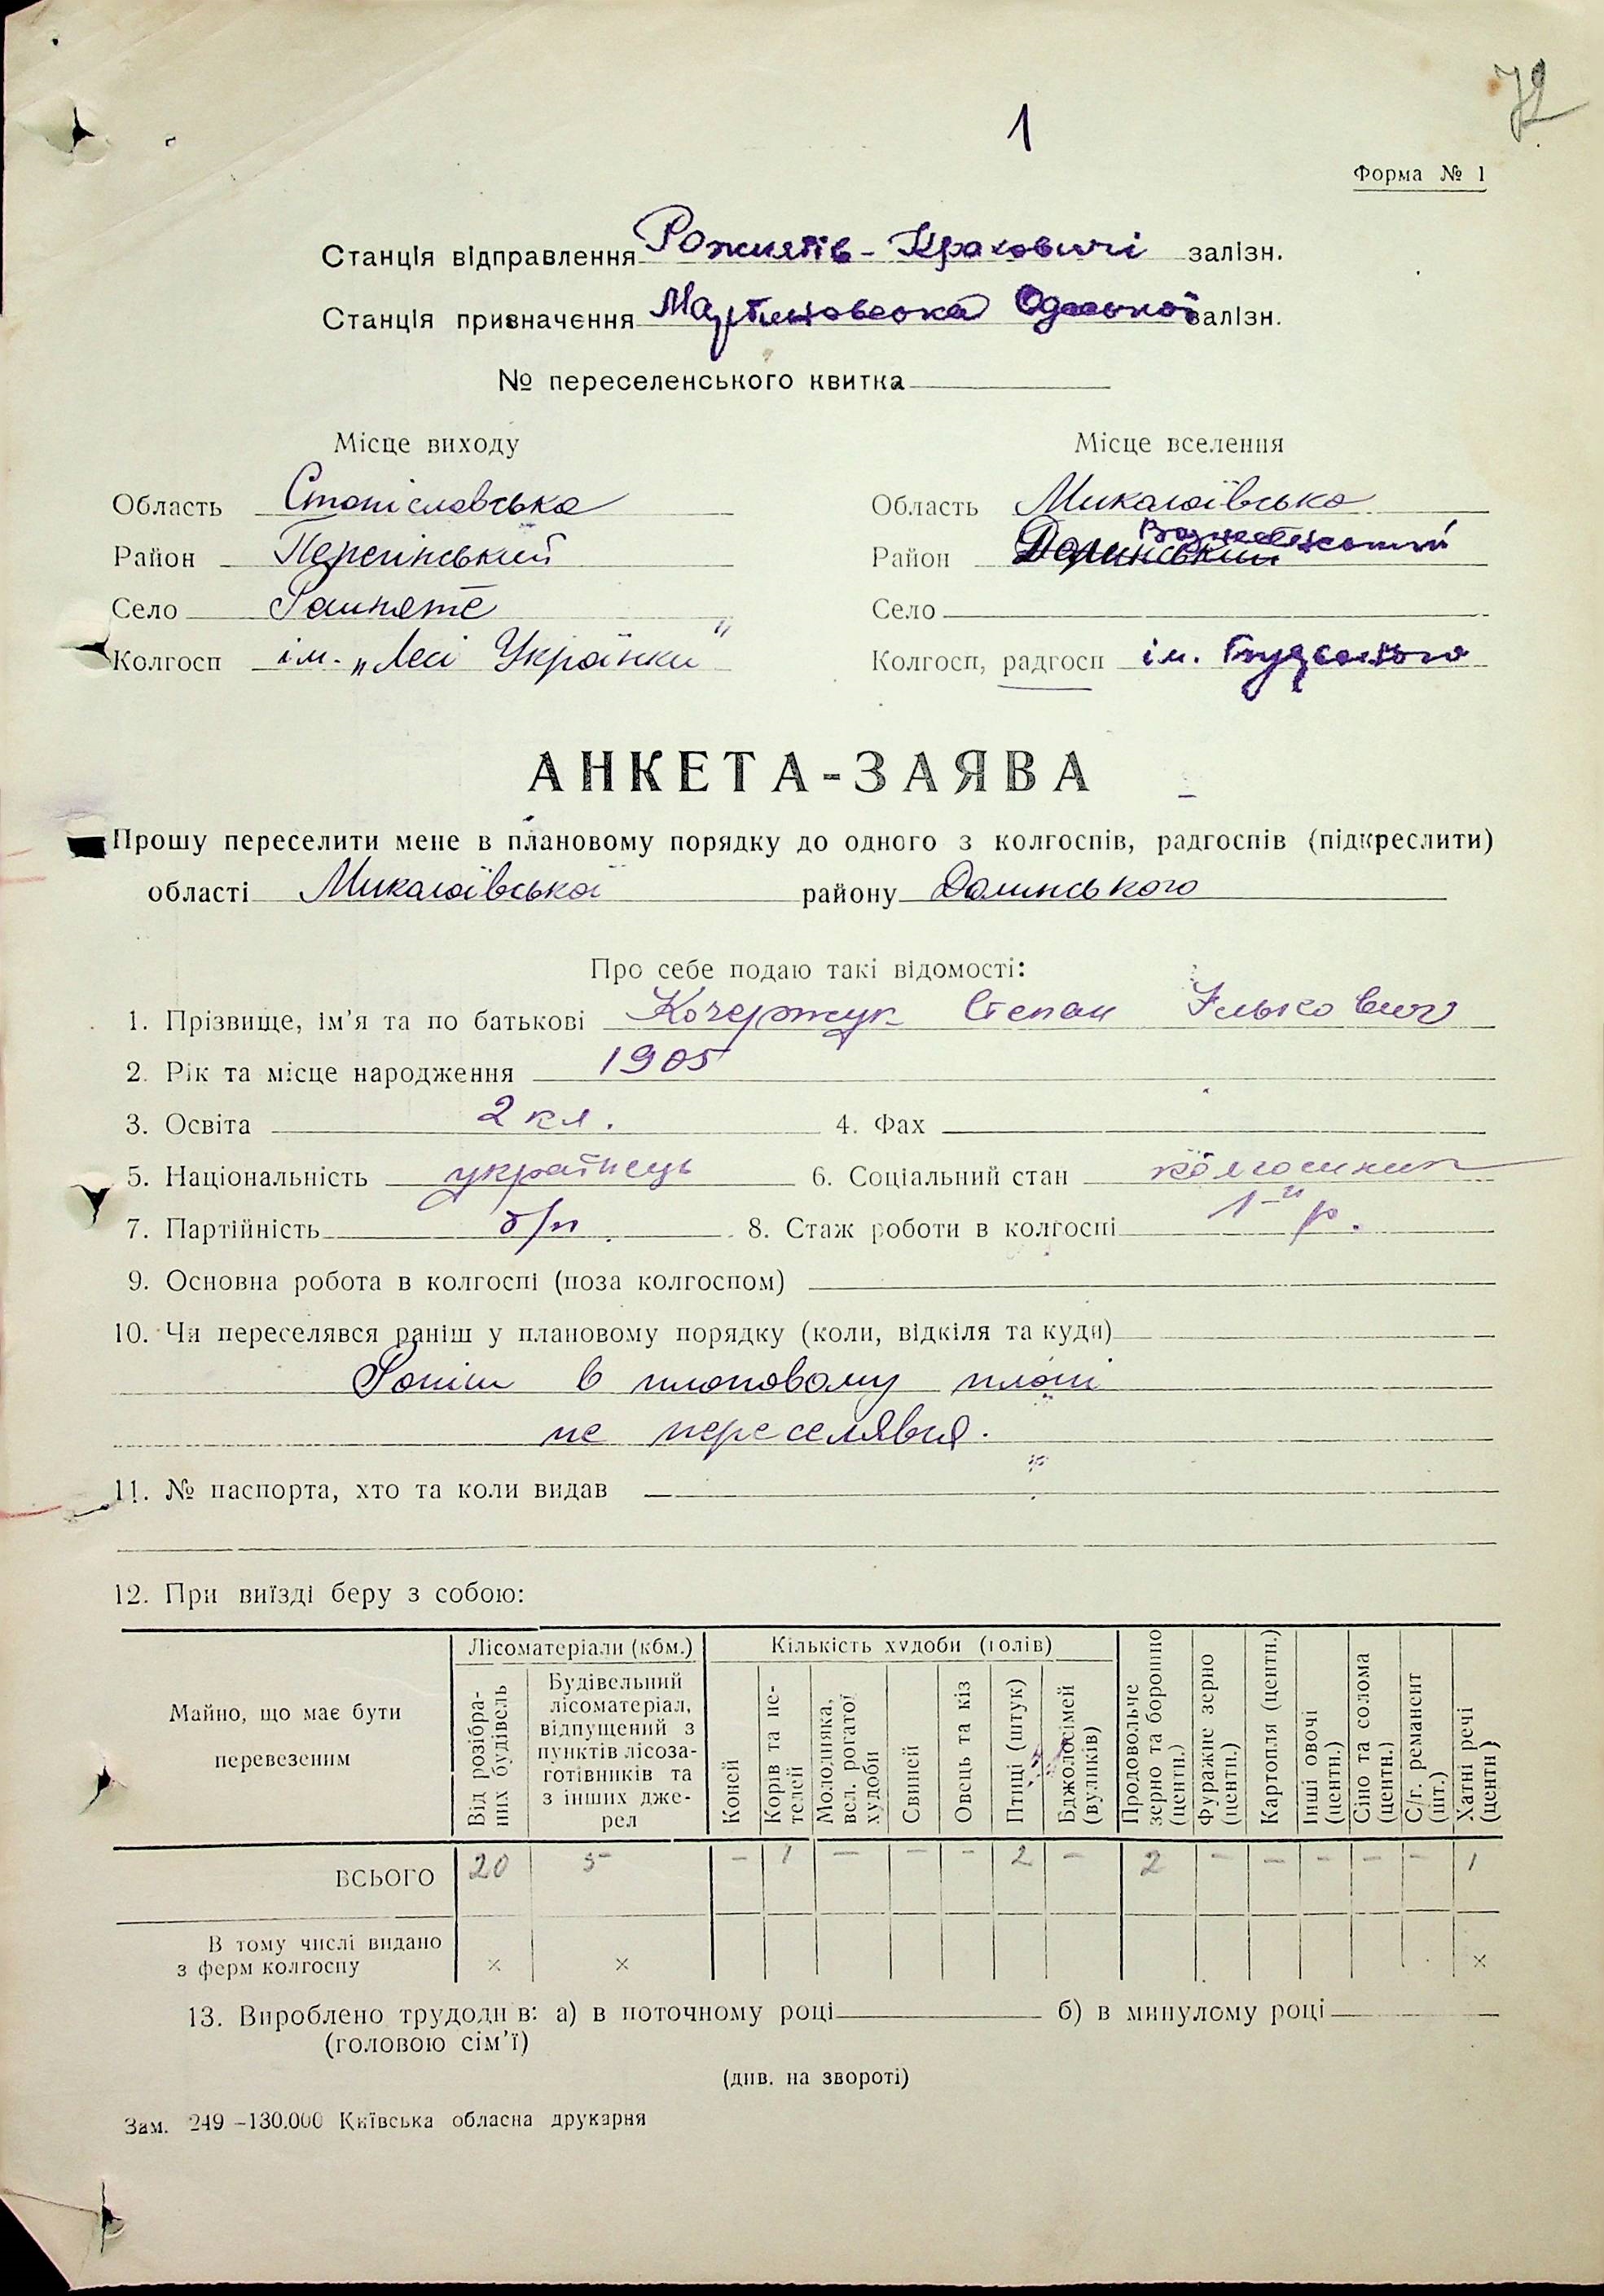 72
1
Форма № 1
Станція відправлення Рожнятів - Креховичі залізн.
Станція призначення Мартинівська Одеської залізн.
№ переселенського квитка
Місце виходу Місце вселення
Область Станіславська Область Миколаївська
Район Перегінський Район Долинський Вознесенський
Село Село
Колгосп ім. „Лесі Українки" Колгосп, радгосп ім. Будьонного
АНКЕТА-ЗАЯВА
Прошу переселити мене в плановому порядку до одного з колгоспів, радгоспів (підкреслити)
області Миколаївської району Долинського
Про себе подаю такі відомості:
1. Прізвище, ім'я та по батькові Кочержук Степан Ількович
2. Рік та місце народження 1905
3. Освіта 2 кл. 4. Фах
5. Національність українець 6. Соціальний стан колгоспник
7. Партійність б/п 8. Стаж роботи в колгоспі 1-й р.
9. Основна робота в колгоспі (поза колгоспом)
10. Чи переселявся раніш у плановому порядку (коли, відкіля та куди)
Раніш в плановому плані
не переселявся.
11. № паспорта, хто та коли видав
12. При виїзді беру з собою:
Майно, що має бути перевезеним
Лісоматеріали (кбм.) Кількість худоби (голів)
Від розібраних будівель
Будівельний лісоматеріал, відпущений з пунктів лісозаготівників та з інших джерел
Коней
Корів та нетелей
Молодняка, вел. рогатої худоби
Свиней
Овець та кіз
Птиці (штук)
Бджолосімей (вуликів)
Продовольче зерно та борошно (центн.)
Фуражне зерно (центн.)
Картопля (центн.)
Інші овочі (центн.)
Сіно та солома (центн.)
С/г. реманент (шт.)
Хатні речі (центн)
ВСЬОГО 20 5 - 1 - - - 2 - 2 - - - - - 1
В тому числі видано
з ферм колгоспу × × ×
13. Вироблено трудоднів: а) в поточному році б) в минулому році
(головою сім'ї)
(див. на звороті)
Зам. 249-130.000 Київська обласна друкарня